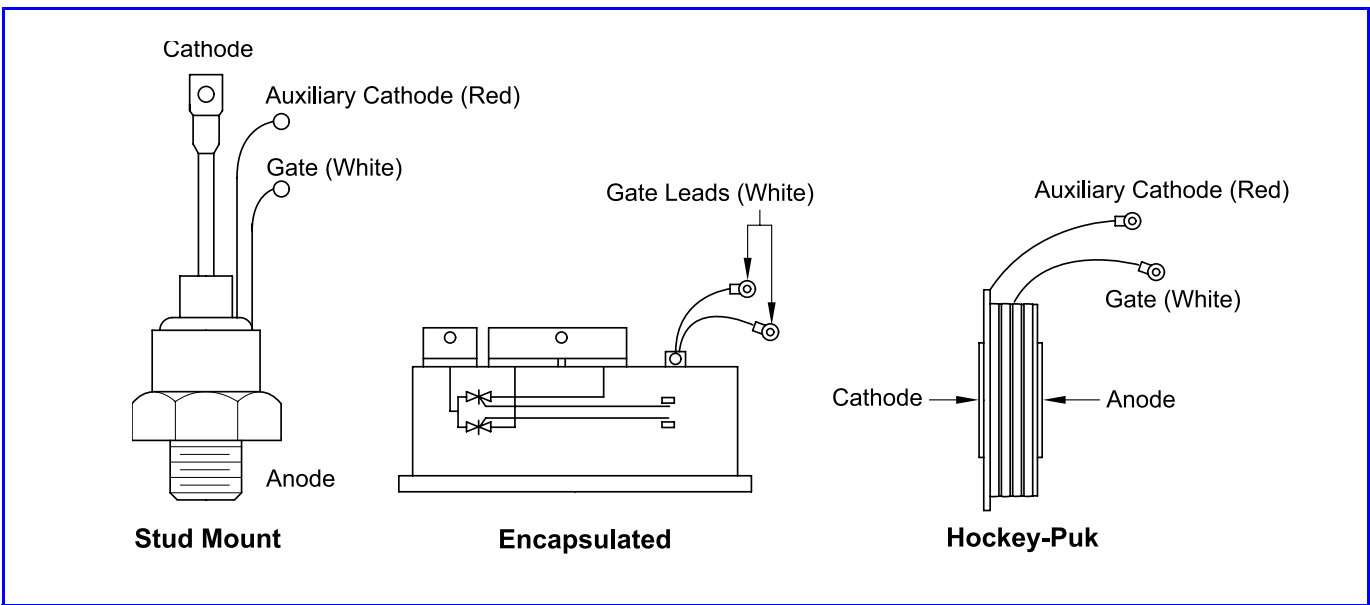 Cathode
Auxiliary Cathode (Red)
Gate (White)
Anode
Stud Mount
Gate Leads (White)
Encapsulated
Auxiliary Cathode (Red)
Gate (White)
Cathode
Anode
Hockey-Puk